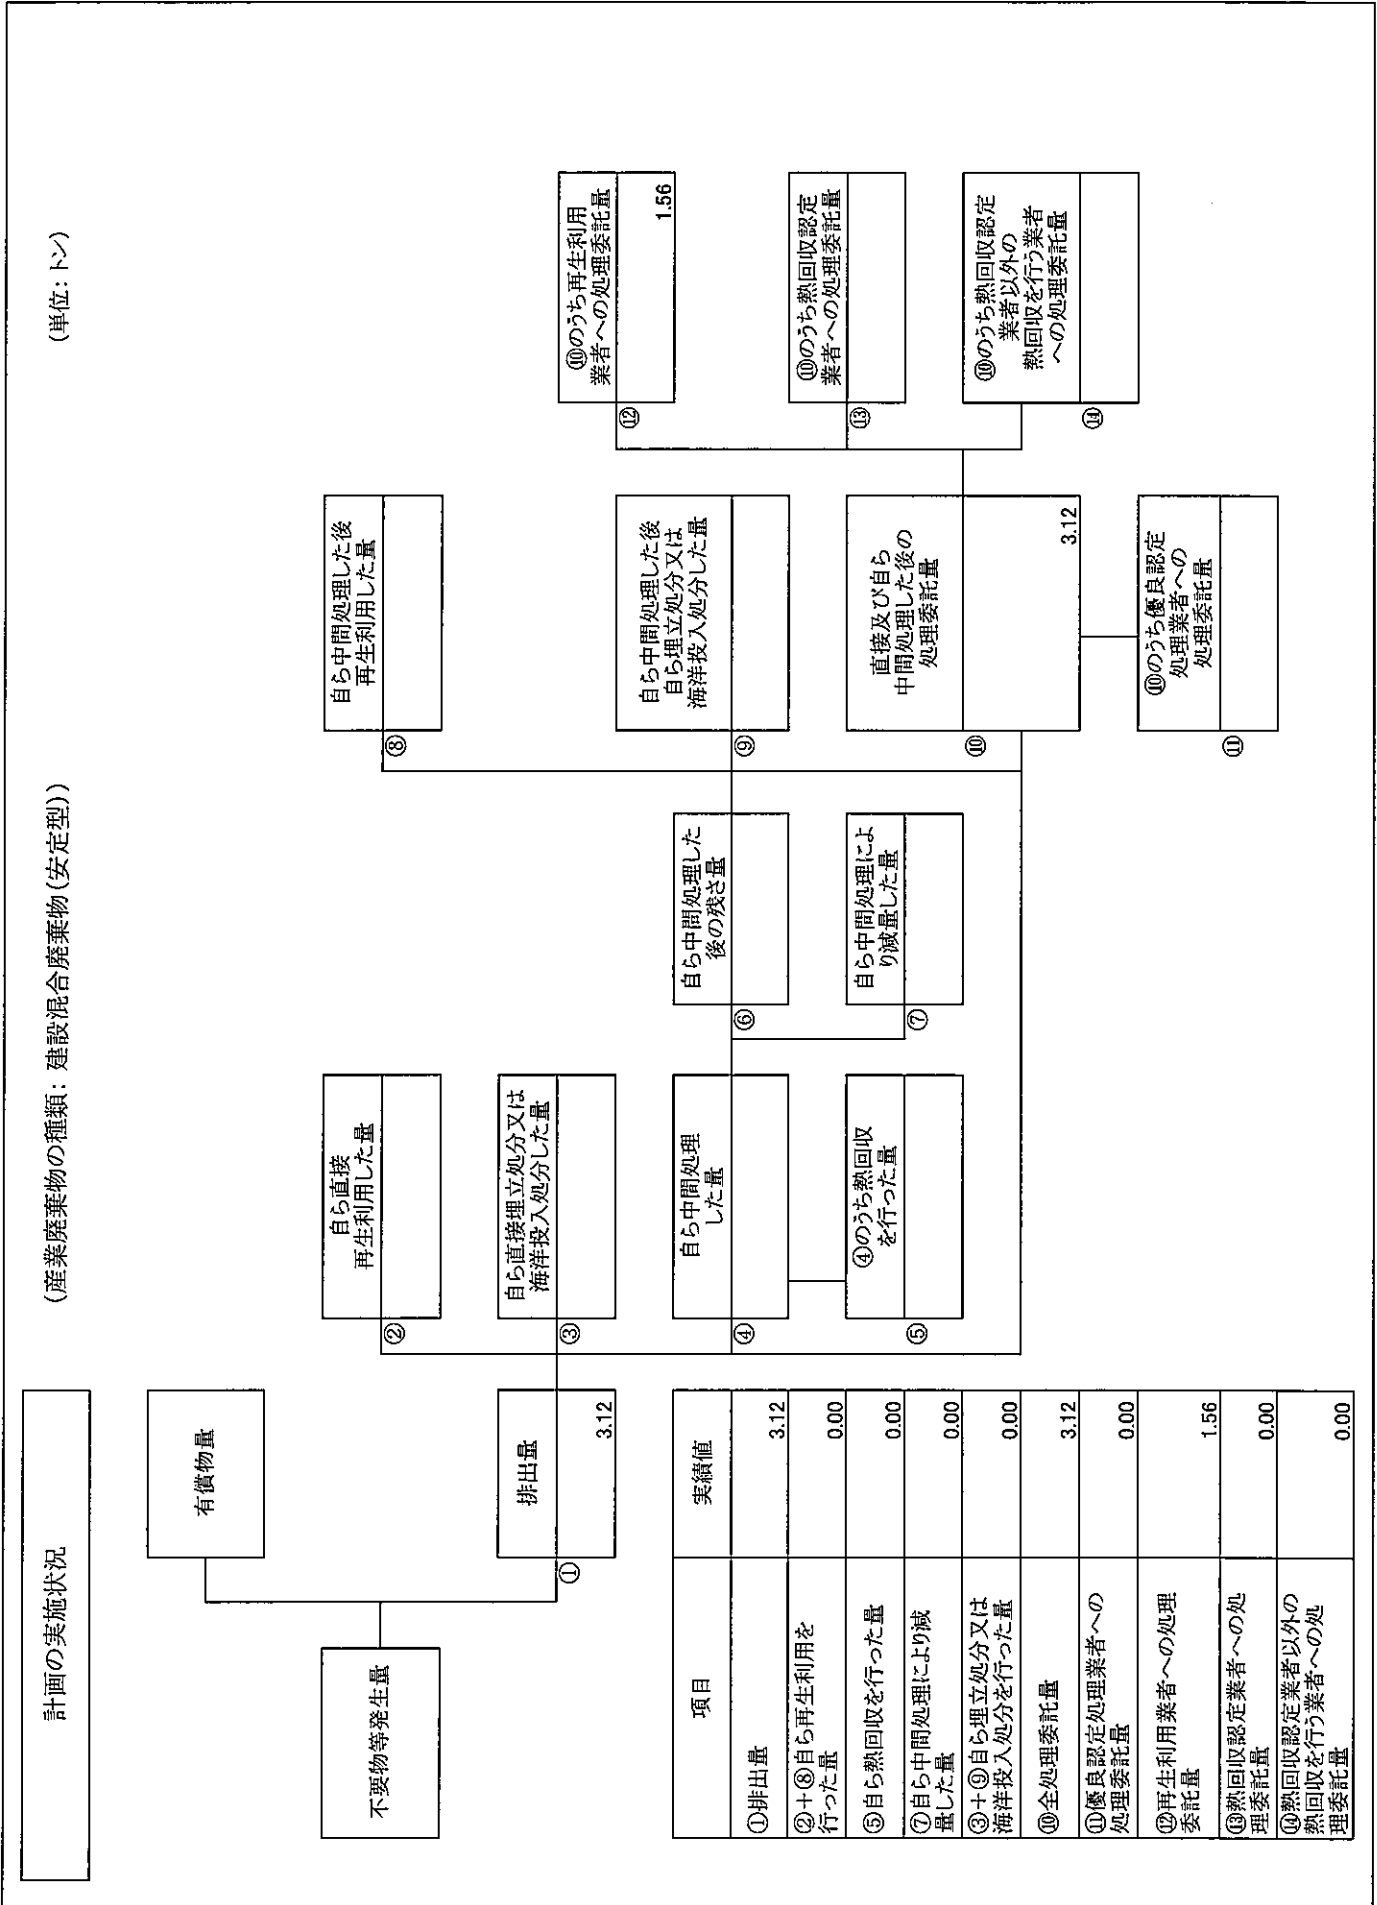 計画の実施状況
(産業廃棄物の種類: 建設混合廃棄物(安定型))
(単位:トン)
不要物等発生量
有償物量
①
排出量
3.12
②
自ら直接
再生利用した量
③
自ら直接埋立処分又は
海洋投入処分した量
④
自ら中間処理
した量
⑤
④のうち熱回収
を行った量
⑥
自ら中間処理した
後の残さ量
⑦
自ら中間処理によ
り減量した量
⑧
自ら中間処理した後
再生利用した量
⑨
自ら中間処理した後
自ら埋立処分又は
海洋投入処分した量
⑩
直接及び自ら
中間処理した後の
処理委託量
3.12
⑪
⑩のうち優良認定
処理業者への
処理委託量
⑫
⑩のうち再生利用
業者への処理委託量
1.56
⑬
⑩のうち熱回収認定
業者への処理委託量
⑭
⑩のうち熱回収認定
業者以外の
熱回収を行う業者
への処理委託量
項目
実績値
①排出量
3.12
②+⑧自ら再生利用を
行った量
0.00
⑤自ら熱回収を行った量
0.00
⑦自ら中間処理により減
量した量
0.00
③+⑨自ら埋立処分又は
海洋投入処分を行った量
0.00
⑩全処理委託量
3.12
⑪優良認定処理業者への
処理委託量
0.00
⑫再生利用業者への処理
委託量
1.56
⑬熱回収認定業者への処
理委託量
0.00
⑭熱回収認定業者以外の
熱回収を行う業者への処
理委託量
0.00